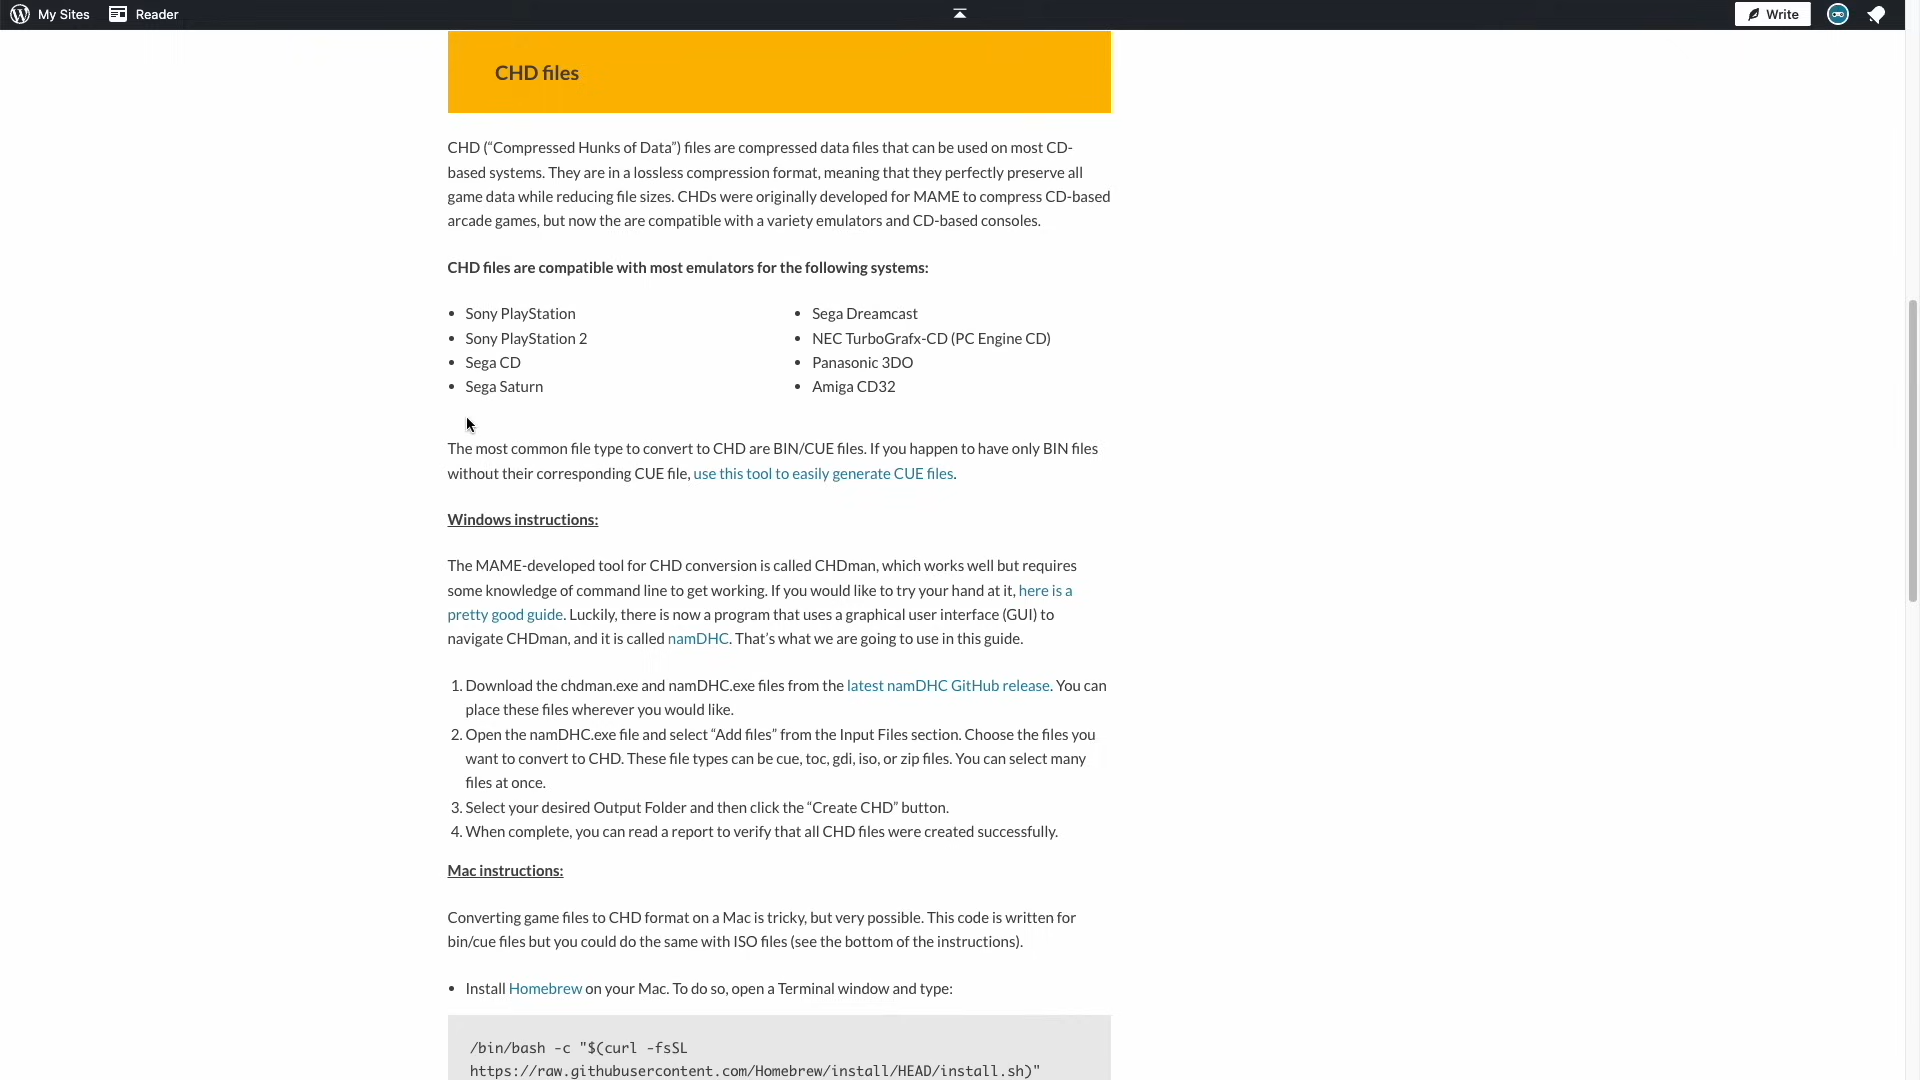 My Sites Reader Write
CHD files
CHD (“Compressed Hunks of Data”) files are compressed data files that can be used on most CD-
based systems. They are in a lossless compression format, meaning that they perfectly preserve all
game data while reducing file sizes. CHDs were originally developed for MAME to compress CD-based
arcade games, but now the are compatible with a variety emulators and CD-based consoles.
CHD files are compatible with most emulators for the following systems:
• Sony PlayStation
• Sony PlayStation 2
• Sega CD
• Sega Saturn
• Sega Dreamcast
• NEC TurboGrafx-CD (PC Engine CD)
• Panasonic 3DO
• Amiga CD32
The most common file type to convert to CHD are BIN/CUE files. If you happen to have only BIN files
without their corresponding CUE file, use this tool to easily generate CUE files.
Windows instructions:
The MAME-developed tool for CHD conversion is called CHDman, which works well but requires
some knowledge of command line to get working. If you would like to try your hand at it, here is a
pretty good guide. Luckily, there is now a program that uses a graphical user interface (GUI) to
navigate CHDman, and it is called namDHC. That’s what we are going to use in this guide.
1. Download the chdman.exe and namDHC.exe files from the latest namDHC GitHub release. You can
place these files wherever you would like.
2. Open the namDHC.exe file and select “Add files” from the Input Files section. Choose the files you
want to convert to CHD. These file types can be cue, toc, gdi, iso, or zip files. You can select many
files at once.
3. Select your desired Output Folder and then click the “Create CHD” button.
4. When complete, you can read a report to verify that all CHD files were created successfully.
Mac instructions:
Converting game files to CHD format on a Mac is tricky, but very possible. This code is written for
bin/cue files but you could do the same with ISO files (see the bottom of the instructions).
• Install Homebrew on your Mac. To do so, open a Terminal window and type:
/bin/bash -c "$(curl -fsSL
https://raw.githubusercontent.com/Homebrew/install/HEAD/install.sh)"